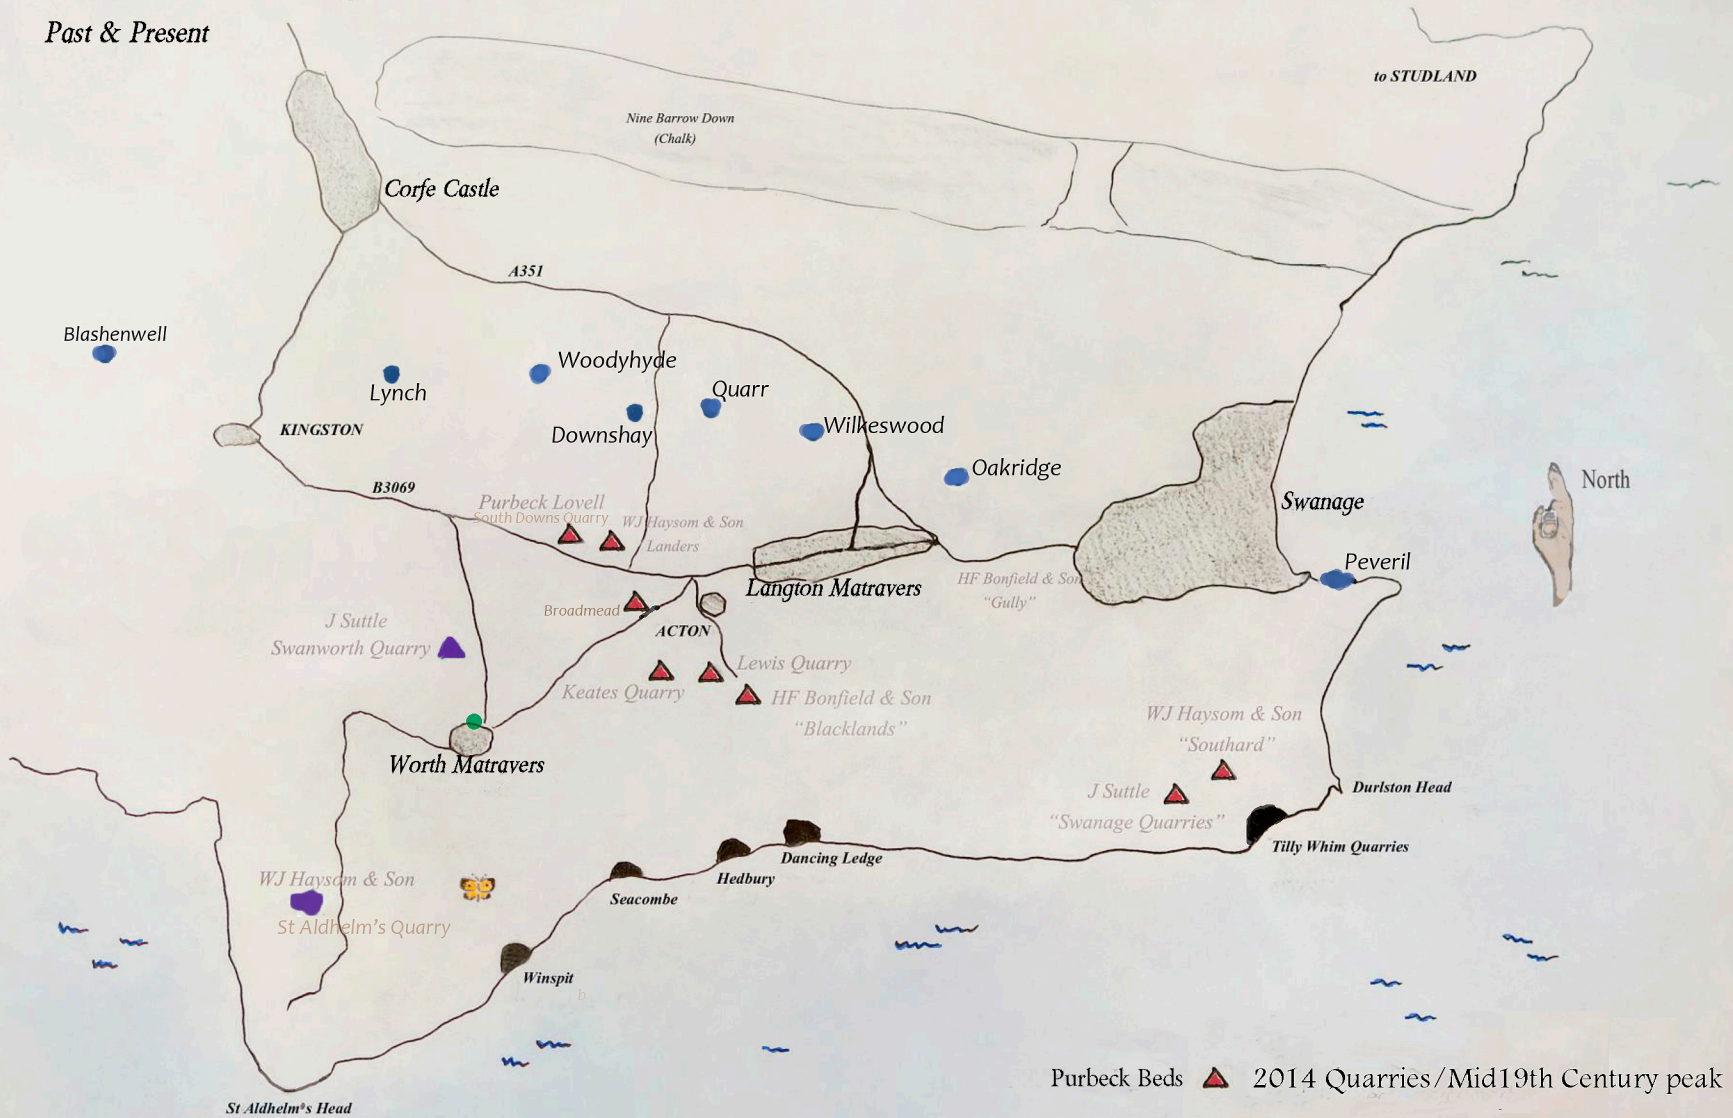 Past & Present
to STUDLAND
Nine Barrow Down
(Chalk)
Corfe Castle
A351
Blashenwell
Lynch
Woodyhyde
Quarr
Downshay
Wilkeswood
KINGSTON
Oakridge
North
B3069
Purbeck Lovell
South Downs Quarry
WJ Haysom & Son
Landers
Swanage
Peveril
HF Bonfield & Son
“Gully”
Langton Matravers
Broadmead
ACTON
J Suttle
Swanworth Quarry
Lewis Quarry
Keates Quarry
HF Bonfield & Son
“Blacklands”
WJ Haysom & Son
“Southard”
Worth Matravers
J Suttle
“Swanage Quarries”
Durlston Head
Tilly Whim Quarries
Dancing Ledge
Hedbury
Seacombe
WJ Haysom & Son
St Aldhelm's Quarry
Winspit
b
Purbeck Beds
2014 Quarries/Mid19th Century peak
St Aldhelm's Head